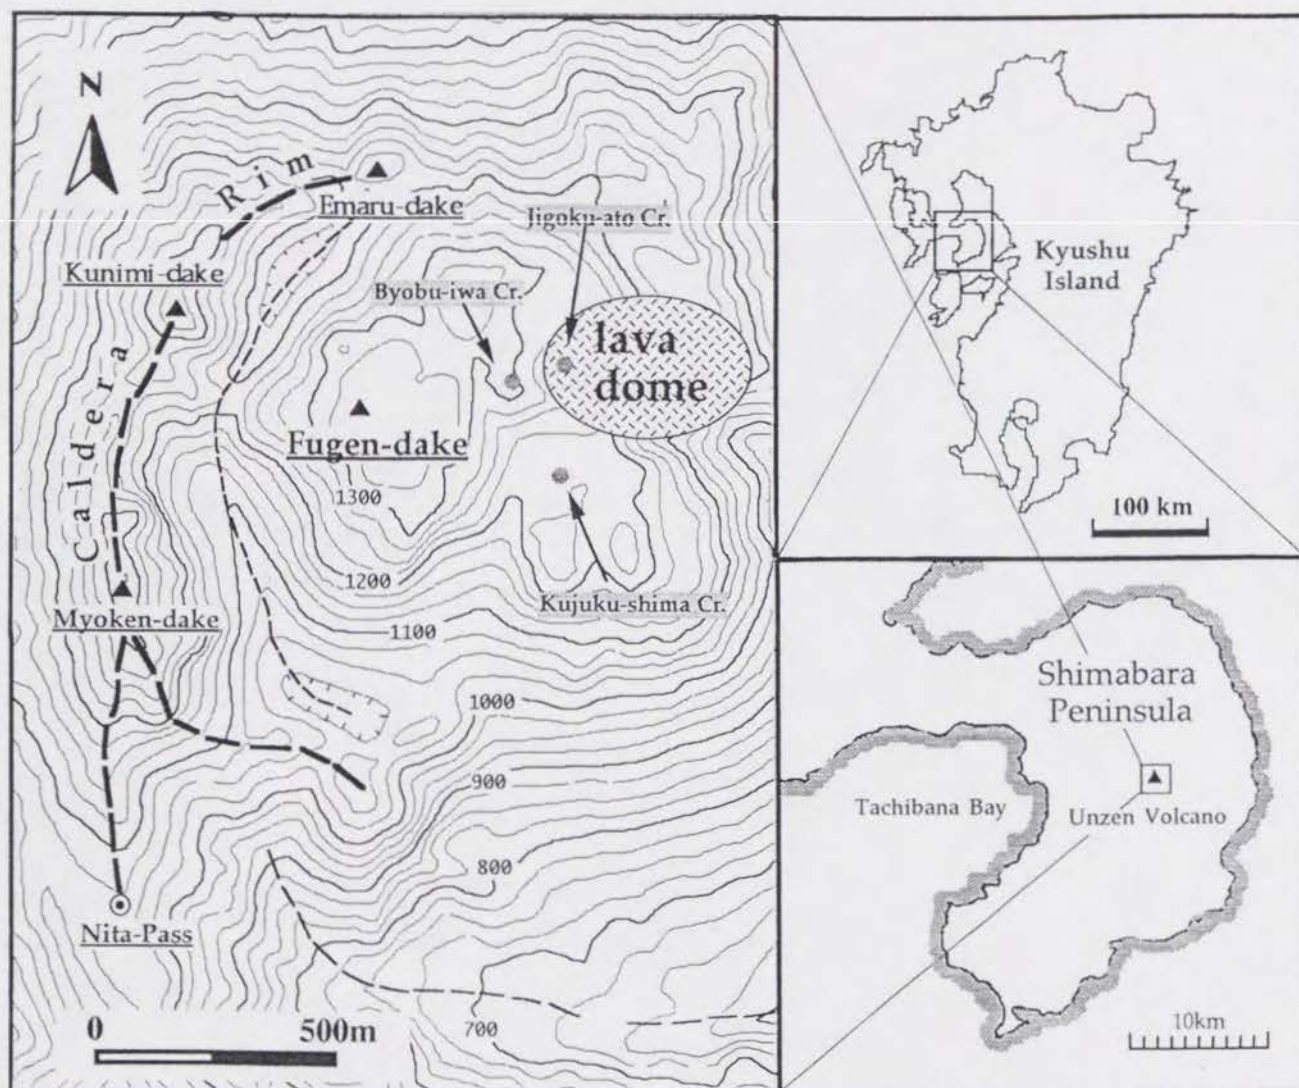 N
Rim
Emaru-dake
Jigoku-ato Cr.
Kunimi-dake
Byobu-iwa Cr.
lava
dome
Caldera
Fugen-dake
1300
1200
Kujuku-shima Cr.
1100
Myoken-dake
1000
900
800
Nita-Pass
700
0 500m
Kyushu
Island
100 km
Shimabara
Peninsula
Tachibana Bay
Unzen Volcano
10km